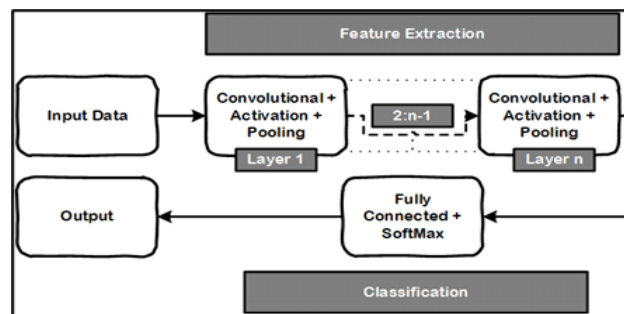 Feature Extraction
Input Data
Convolutional +
Activation +
Pooling
Layer 1
2:n-1
Convolutional +
Activation +
Pooling
Layer n
Output
Fully
Connected +
SoftMax
Classification